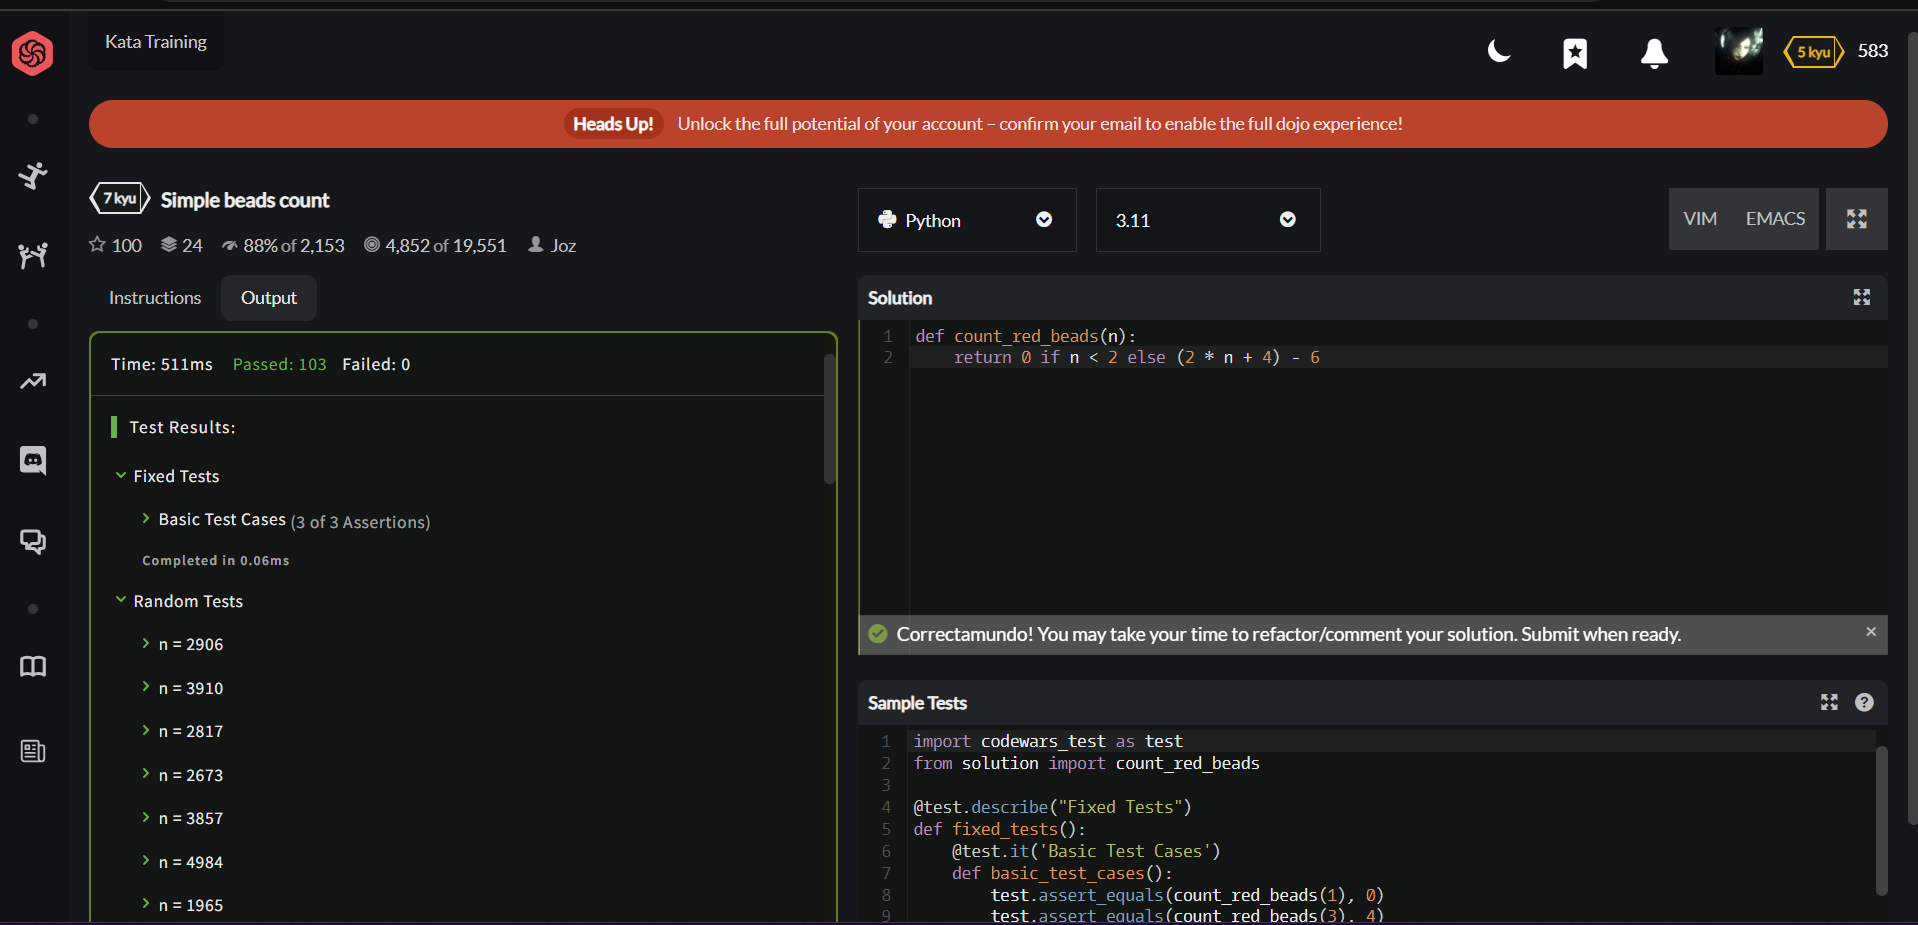 Kata Training
5 kyu 583
Heads Up! Unlock the full potential of your account – confirm your email to enable the full dojo experience!
7 kyu Simple beads count
100 24 88% of 2,153 4,852 of 19,551 Joz
Instructions Output
Time: 511ms Passed: 103 Failed: 0
Test Results:
Fixed Tests
Basic Test Cases (3 of 3 Assertions)
Completed in 0.06ms
Random Tests
n = 2906
n = 3910
n = 2817
n = 2673
n = 3857
n = 4984
n = 1965
Python 3.11 VIM EMACS
Solution
1 def count_red_beads(n):
2     return 0 if n < 2 else (2 * n + 4) - 6
Correctamundo! You may take your time to refactor/comment your solution. Submit when ready. ×
Sample Tests ?
1 import codewars_test as test
2 from solution import count_red_beads
3
4 @test.describe("Fixed Tests")
5 def fixed_tests():
6     @test.it('Basic Test Cases')
7     def basic_test_cases():
8         test.assert_equals(count_red_beads(1), 0)
9         test.assert_equals(count_red_beads(3), 4)